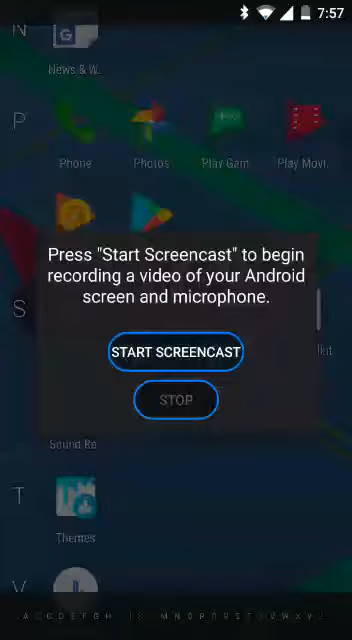 7:57
N
News & W.
P
Phone
Photos
Play Gam
Play Movi.
Press "Start Screencast" to begin
recording a video of your Android
screen and microphone.
S
START SCREENCAST
STOP
Sound Re
T
Themes
V